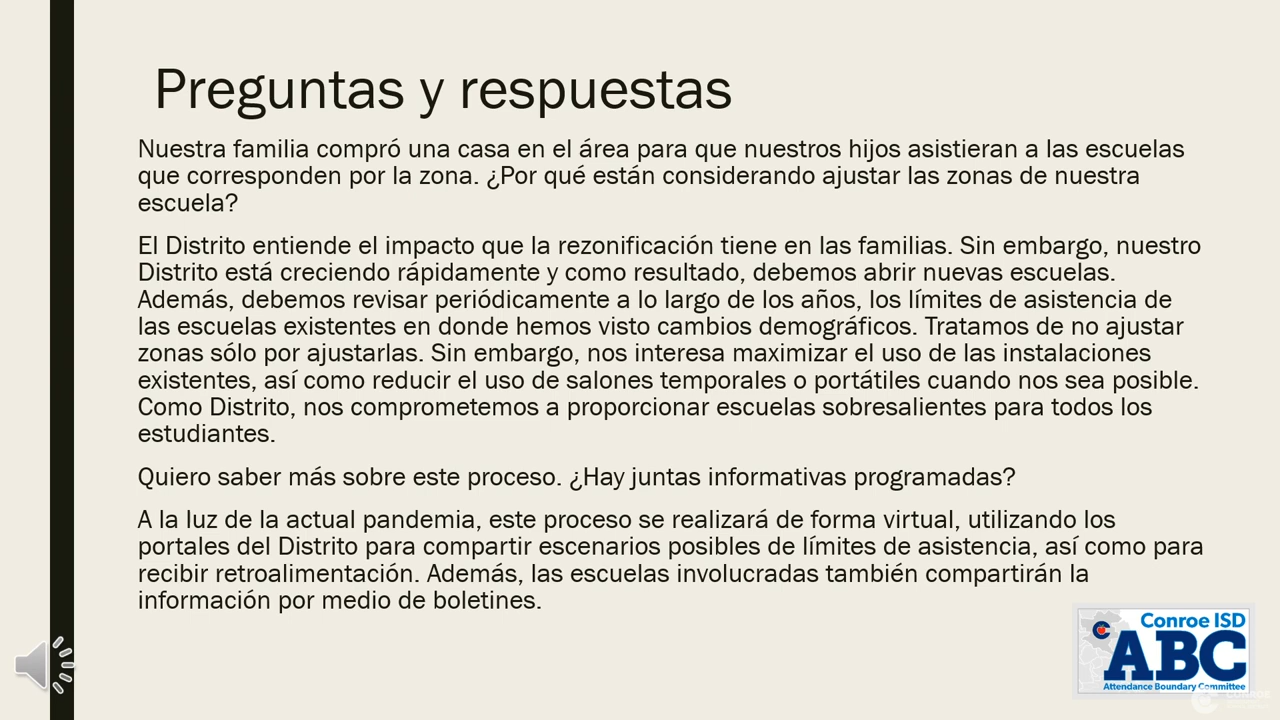 Preguntas y respuestas
Nuestra familia compró una casa en el área para que nuestros hijos asistieran a las escuelas
que corresponden por la zona. ¿Por qué están considerando ajustar las zonas de nuestra
escuela?
El Distrito entiende el impacto que la rezonificación tiene en las familias. Sin embargo, nuestro
Distrito está creciendo rápidamente y como resultado, debemos abrir nuevas escuelas.
Además, debemos revisar periódicamente a lo largo de los años, los límites de asistencia de
las escuelas existentes en donde hemos visto cambios demográficos. Tratamos de no ajustar
zonas sólo por ajustarlas. Sin embargo, nos interesa maximizar el uso de las instalaciones
existentes, así como reducir el uso de salones temporales o portátiles cuando nos sea posible.
Como Distrito, nos comprometemos a proporcionar escuelas sobresalientes para todos los
estudiantes.
Quiero saber más sobre este proceso. ¿Hay juntas informativas programadas?
A la luz de la actual pandemia, este proceso se realizará de forma virtual, utilizando los
portales del Distrito para compartir escenarios posibles de límites de asistencia, así como para
recibir retroalimentación. Además, las escuelas involucradas también compartirán la
información por medio de boletines.
Conroe ISD
ABC
Attendance Boundary Committee